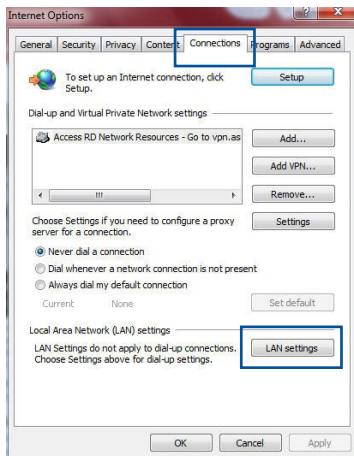 Internet Options
General Security Privacy Content Connections Programs Advanced
To set up an Internet connection, click
Setup.
Setup
Dial-up and Virtual Private Network settings
Access RD Network Resources - Go to vpn.as
Add...
Add VPN...
Remove...
Choose Settings if you need to configure a proxy
server for a connection.
Settings
Never dial a connection
Dial whenever a network connection is not present
Always dial my default connection
Current None
Set default
Local Area Network (LAN) settings
LAN Settings do not apply to dial-up connections.
Choose Settings above for dial-up settings.
LAN settings
OK Cancel Apply